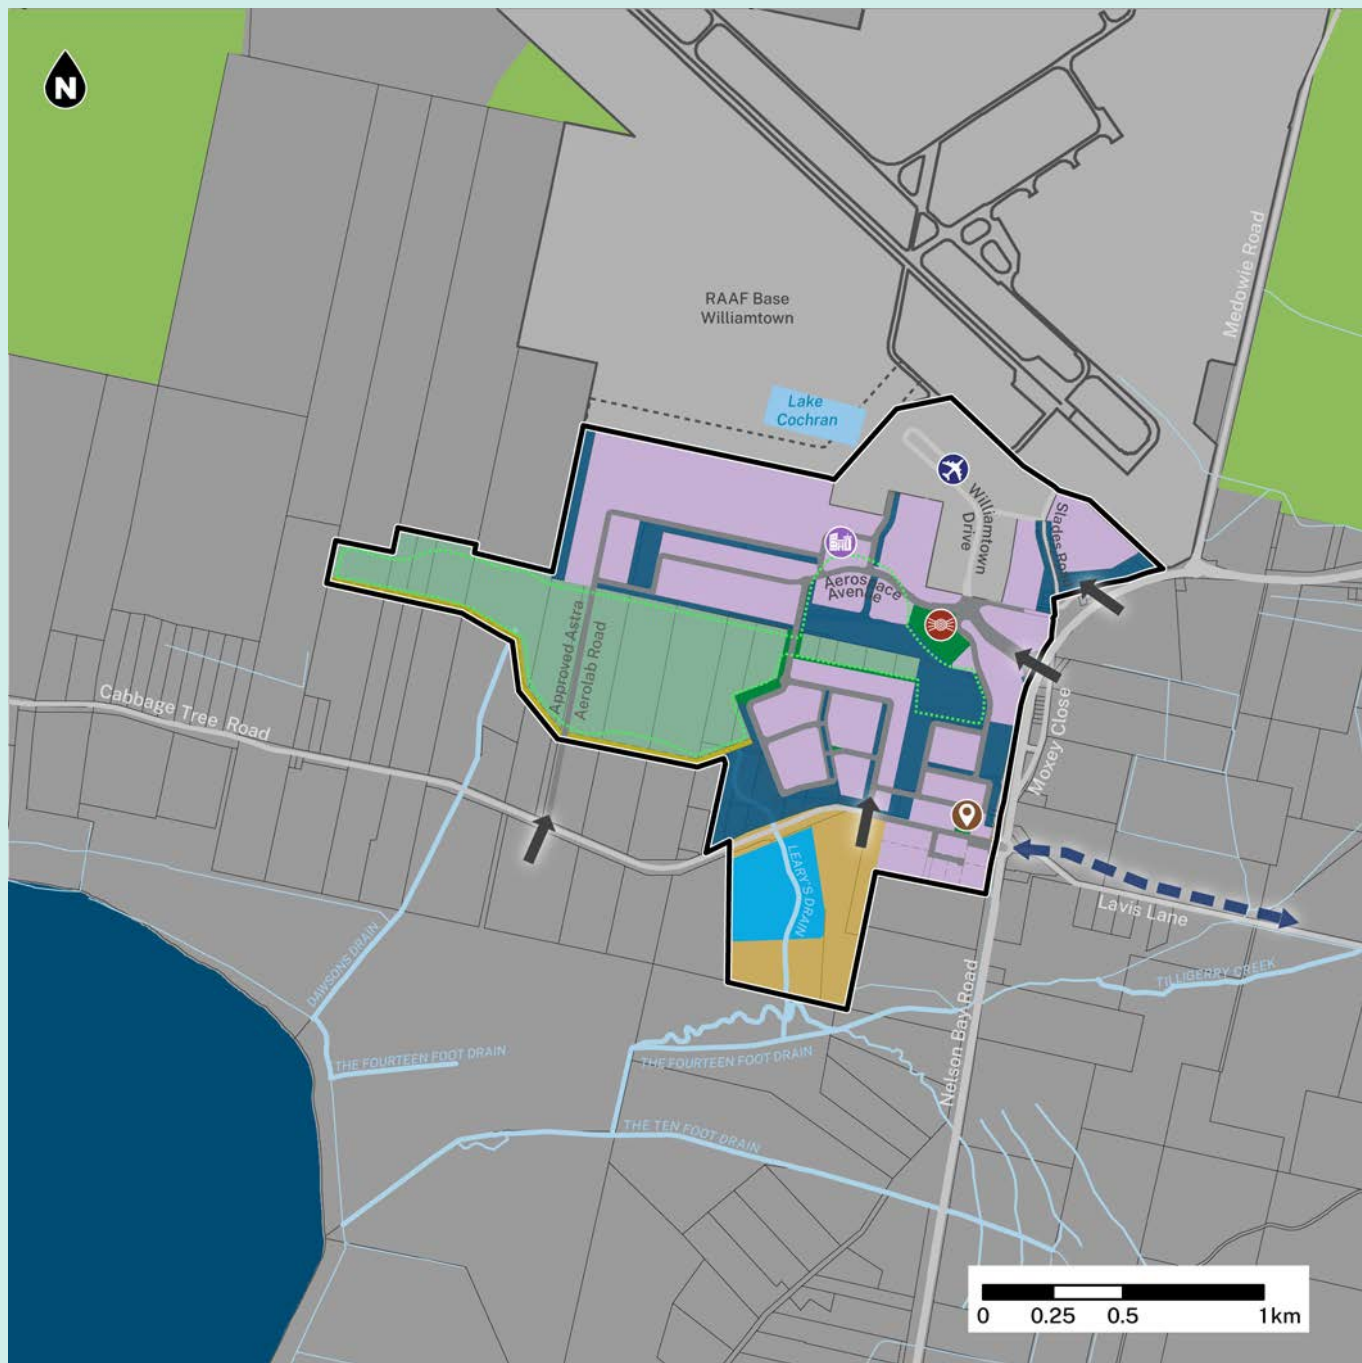 N
RAAF Base
Williamtown
Medowie Road
Lake
Cochran
Williamtown
Drive
Slades Ro
Aerospace
Avenue
Approved Astra
Aerolab Road
Cabbage Tree Road
Moxey Close
LEARY'S DRAIN
Lavis Lane
DAWSONS DRAIN
TILLIGERRY CREEK
Nelson Bay Road
THE FOURTEEN FOOT DRAIN
THE FOURTEEN FOOT DRAIN
THE TEN FOOT DRAIN
0 0.25 0.5 1km